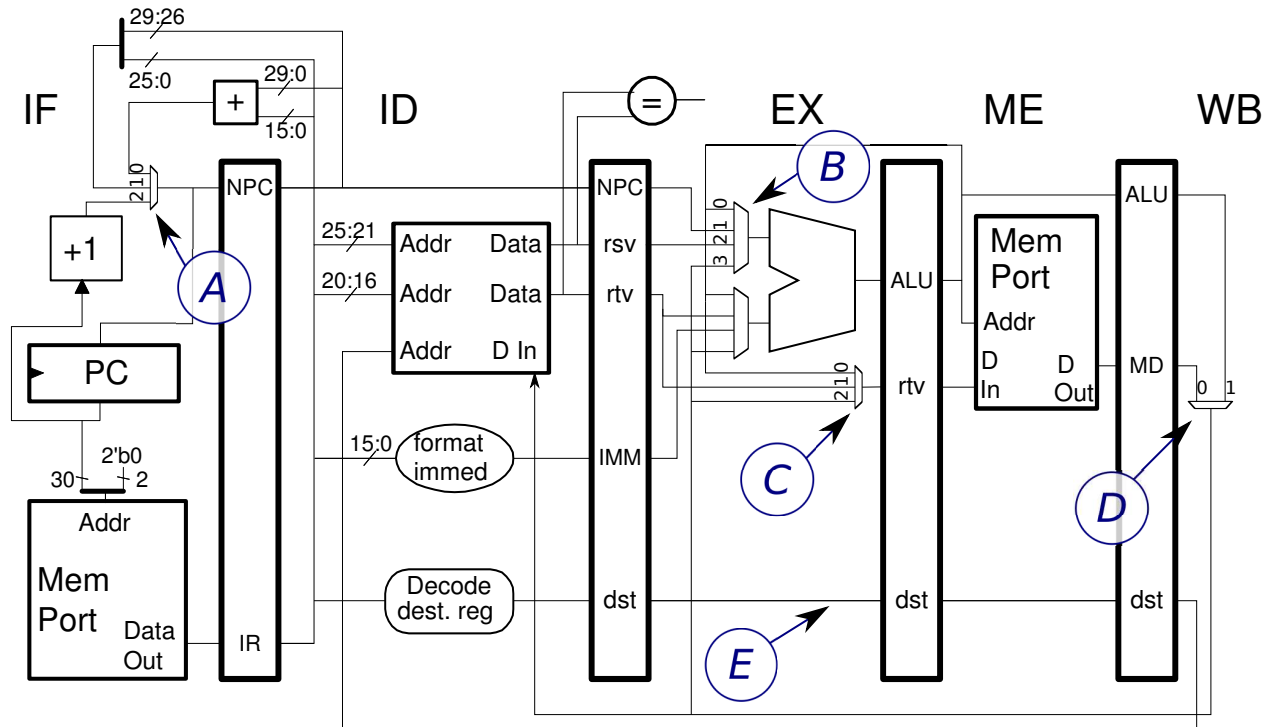 29:26
25:0
29:0
15:0
IF
ID
EX
ME
WB
+
=
B
0
1
2
NPC
NPC
0
1
2
3
ALU
+1
25:21
Addr
Data
rsv
Mem
Port
A
20:16
Addr
Data
rtv
ALU
Addr
PC
Addr
D In
0
1
2
rtv
D
In
D
Out
MD
0
1
15:0
format
immed
IMM
2'b0
30
2
C
D
Addr
Mem
Port
Data
Out
IR
Decode
dest. reg
dst
dst
dst
E